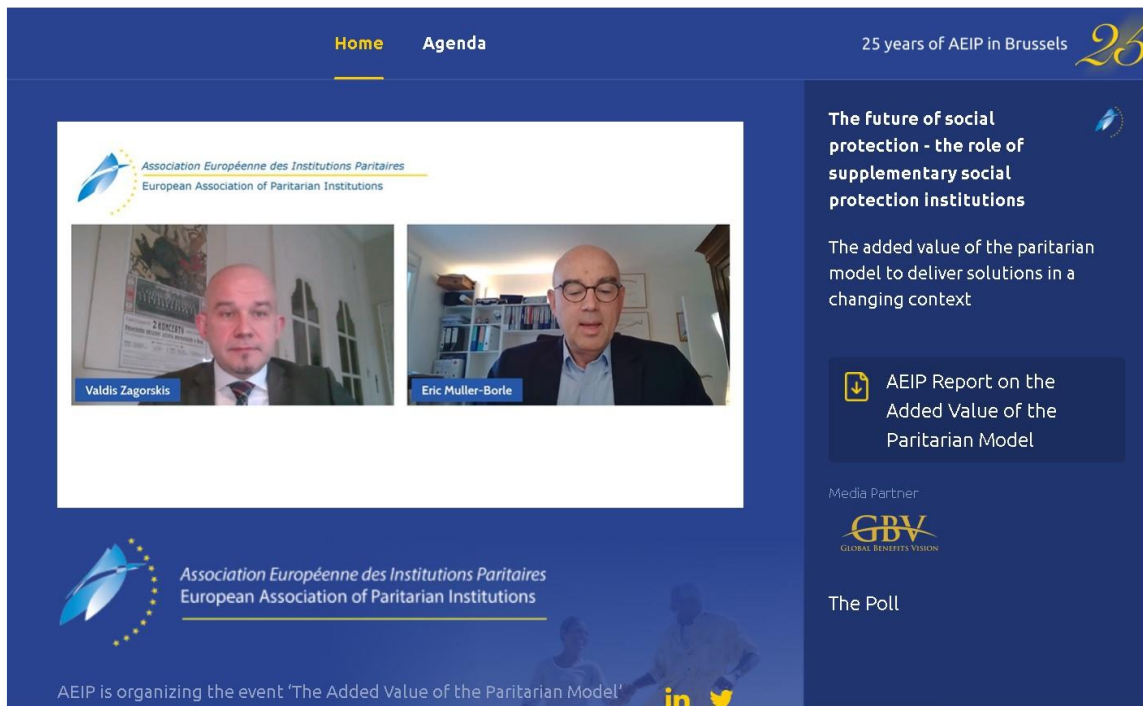 Home
Agenda
25 years of AEIP in Brussels
25
Association Européenne des Institutions Paritaires
European Association of Paritarian Institutions
2 KONCERTI
Valdis Zagorskis
Eric Muller-Borle
The future of social
protection - the role of
supplementary social
protection institutions
The added value of the paritarian
model to deliver solutions in a
changing context
AEIP Report on the
Added Value of the
Paritarian Model
Media Partner
GBV
GLOBAL BENEFITS VISION
The Poll
Association Européenne des Institutions Paritaires
European Association of Paritarian Institutions
AEIP is organizing the event 'The Added Value of the Paritarian Model'
in